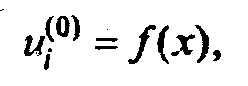 u_i^{(0)} = f(x),